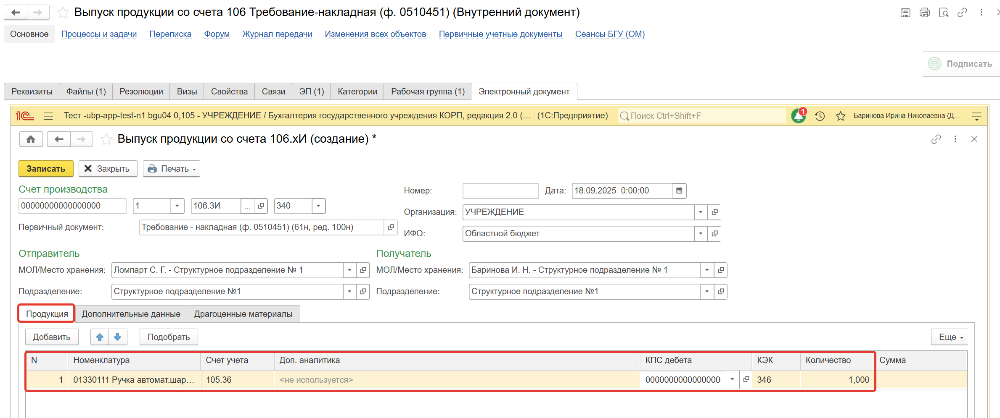 Выпуск продукции со счета 106 Требование-накладная (ф. 0510451) (Внутренний документ)
Основное Процессы и задачи Переписка Форум Журнал передачи Изменения всех объектов Первичные учетные документы Сеансы БГУ (ОМ)
Подписать
Реквизиты Файлы (1) Резолюции Визы Свойства Связи ЭП (1) Категории Рабочая группа (1) Электронный документ
1С Тест -ubp-app-test-n1 bgu04 0,105 - УЧРЕЖДЕНИЕ / Бухгалтерия государственного учреждения КОРП, редакция 2.0 (... (1С:Предприятие) Поиск Ctrl+Shift+F 1 Баринова Ирина Николаевна (Д...
Выпуск продукции со счета 106.хИ (создание) *
Записать Закрыть Печать
Счет производства
Номер: Дата: 18.09.2025 0:00:00
00000000000000000 1 106.3И ... 340
Организация: УЧРЕЖДЕНИЕ
Первичный документ: Требование - накладная (ф. 0510451) (61н, ред. 100н)
ИФО: Областной бюджет
Отправитель Получатель
МОЛ/Место хранения: Ломпарт С. Г. - Структурное подразделение № 1 МОЛ/Место хранения: Баринова И. Н. - Структурное подразделение № 1
Подразделение: Структурное подразделение №1 Подразделение: Структурное подразделение №1
Продукция Дополнительные данные Драгоценные материалы
Добавить Подобрать Еще
N Номенклатура Счет учета Доп. аналитика КПС дебета КЭК Количество Сумма
1 01330111 Ручка автомат.шар... 105.36 <не используется> 00000000000000000 346 1,000